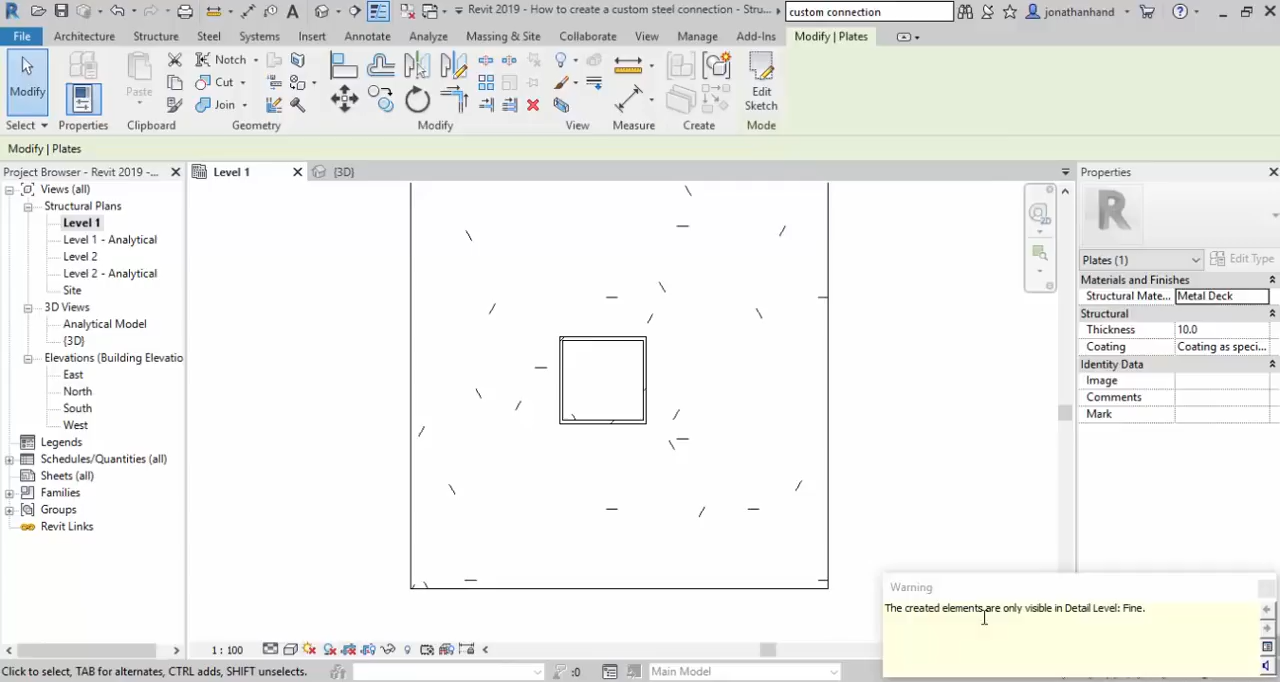 Revit 2019 - How to create a custom steel connection - Stru...
custom connection
jonathanhand
File Architecture Structure Steel Systems Insert Annotate Analyze Massing & Site Collaborate View Manage Add-Ins Modify | Plates
Notch
Cut
Join
Modify Paste Edit Sketch
Select Properties Clipboard Geometry Modify View Measure Create Mode
Modify | Plates
Project Browser - Revit 2019 -...
Level 1
{3D}
Properties
Views (all)
Structural Plans
Level 1
Level 1 - Analytical
Level 2
Level 2 - Analytical
Site
3D Views
Analytical Model
{3D}
Elevations (Building Elevatio
East
North
South
West
Legends
Schedules/Quantities (all)
Sheets (all)
Families
Groups
Revit Links
2D
R
Plates (1) Edit Type
Materials and Finishes
Structural Mate... Metal Deck
Structural
Thickness 10.0
Coating Coating as speci...
Identity Data
Image
Comments
Mark
Warning
The created elements are only visible in Detail Level: Fine.
1 : 100
Click to select, TAB for alternates, CTRL adds, SHIFT unselects.
:0
Main Model